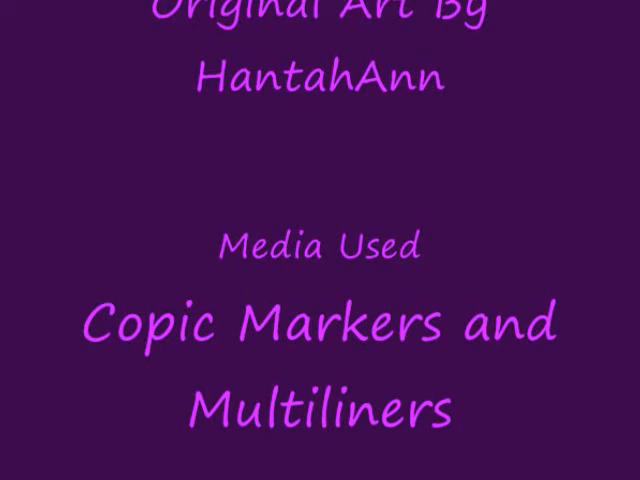 Original Art By
HantahAnn
Media Used
Copic Markers and
Multiliners